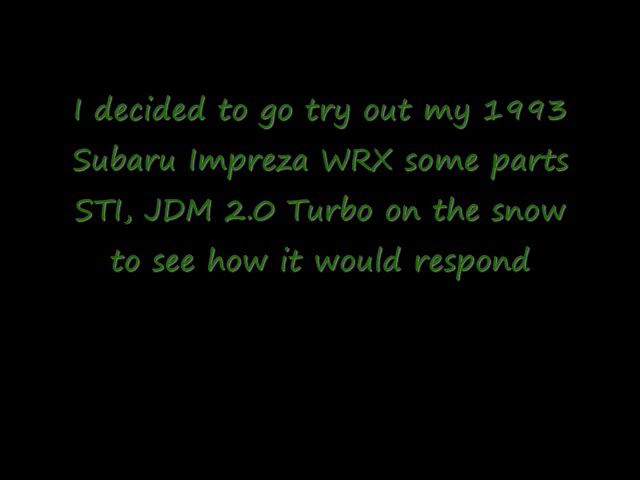 I decided to go try out my 1993
Subaru Impreza WRX some parts
STI, JDM 2.0 Turbo on the snow
to see how it would respond